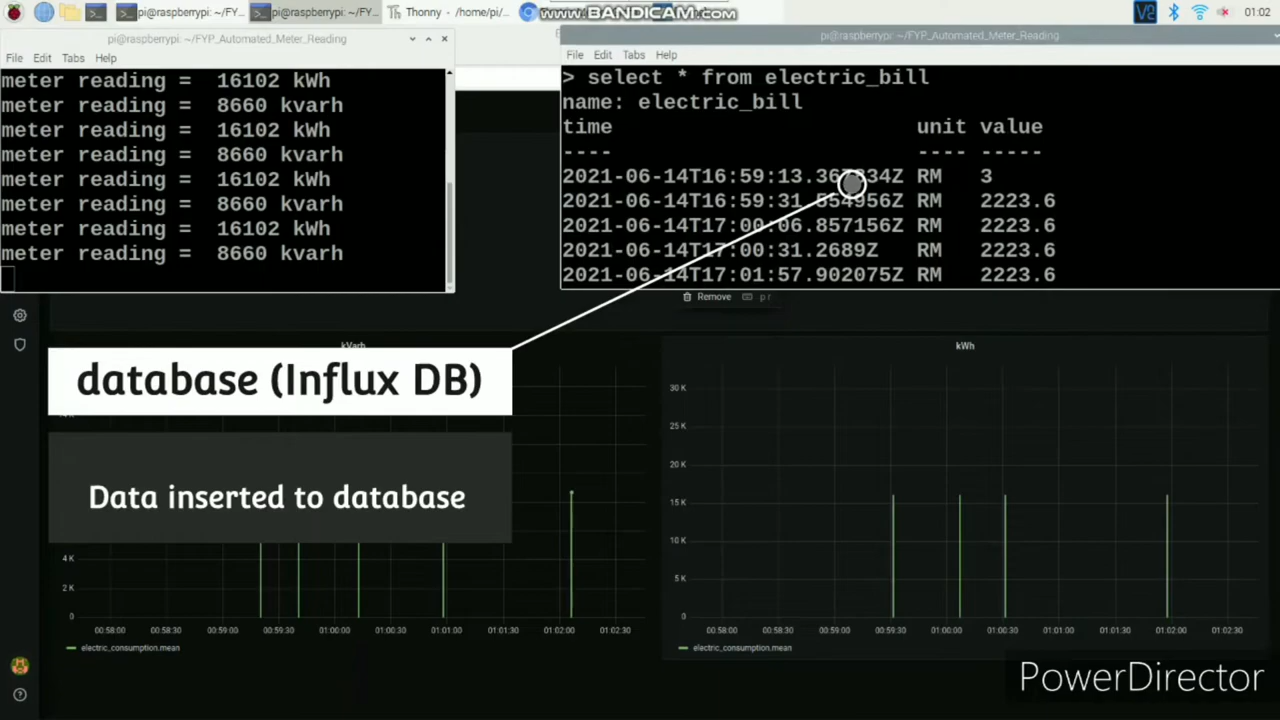 pi@raspberrypi: ~/FY...
pi@raspberrypi: ~/FYP...
Thonny - /home/pi/...
www.BANDICAM.com
01:02
pi@raspberrypi: ~/FYP_Automated_Meter_Reading
File Edit Tabs Help
meter reading = 16102 kWh
meter reading = 8660 kvarh
meter reading = 16102 kWh
meter reading = 8660 kvarh
meter reading = 16102 kWh
meter reading = 8660 kvarh
meter reading = 16102 kWh
meter reading = 8660 kvarh
pi@raspberrypi: ~/FYP_Automated_Meter_Reading
File Edit Tabs Help
> select * from electric_bill
name: electric_bill
time unit value
---- ---- -----
RM 3
2021-06-14T16:59:31.554956Z RM 2223.6
2021-06-14T17:00:06.857156Z RM 2223.6
2021-06-14T17:00:31.2689Z RM 2223.6
2021-06-14T17:01:57.902075Z RM 2223.6
Remove p r
database (Influx DB)
Data inserted to database
kVarh
4 K
2 K
0
00:58:00 00:58:30 00:59:00 00:59:30 01:00:00 01:00:30 01:01:00 01:01:30 01:02:00 01:02:30
electric_consumption.mean
kWh
30 K
25 K
20 K
15 K
10 K
5 K
0
00:58:00 00:58:30 00:59:00 00:59:30 01:00:00 01:00:30 01:01:00 01:01:30 01:02:00 01:02:30
electric_consumption.mean
PowerDirector